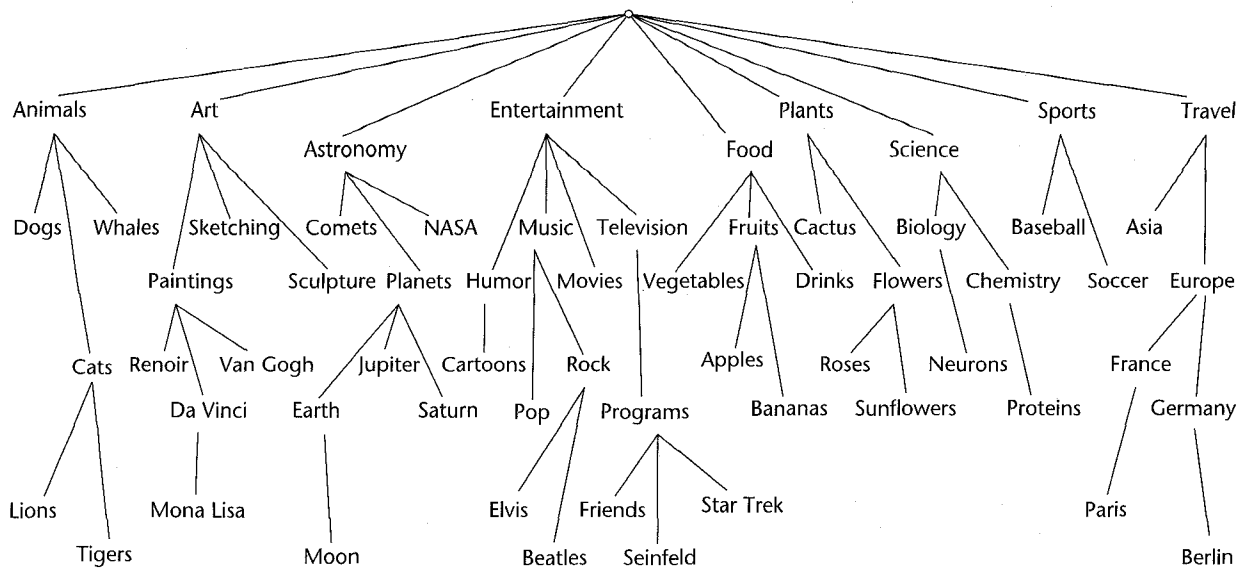 Animals Art Entertainment Plants Sports Travel
Astronomy Food Science
Dogs Whales Sketching Comets NASA Music Television Fruits Cactus Biology Baseball Asia
Paintings Sculpture Planets Humor Movies Vegetables Drinks Flowers Chemistry Soccer Europe
Cats Renoir Van Gogh Jupiter Cartoons Rock Apples Roses Neurons France
Da Vinci Earth Saturn Pop Programs Bananas Sunflowers Proteins Germany
Lions Mona Lisa Elvis Friends Star Trek Paris
Tigers Moon Beatles Seinfeld Berlin